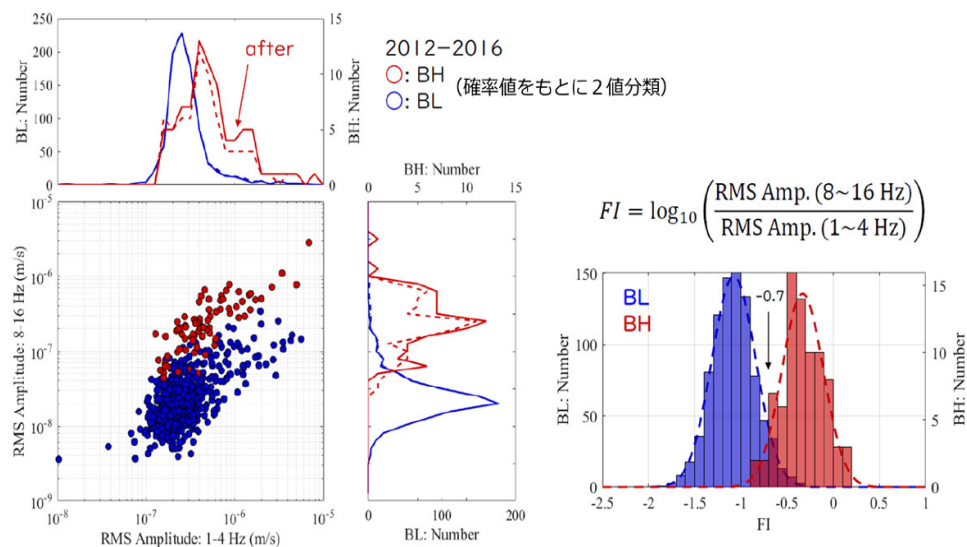 250
200
150
100
50
0
BL: Number
15
10
5
0
BH: Number
after
2012-2016
○: BH
○: BL
(確率値をもとに2値分類)
10^-5
10^-6
10^-7
10^-8
10^-9
RMS Amplitude: 8-16 Hz (m/s)
10^-8
10^-7
10^-6
10^-5
RMS Amplitude: 1-4 Hz (m/s)
BH: Number
0
5
10
15
0
100
200
BL: Number
FI = log10 (RMS Amp. (8~16 Hz) / RMS Amp. (1~4 Hz))
150
100
50
0
BL: Number
BL
BH
-0.7
15
10
5
0
BH: Number
-2.5
-2
-1.5
-1
-0.5
0
0.5
1
FI